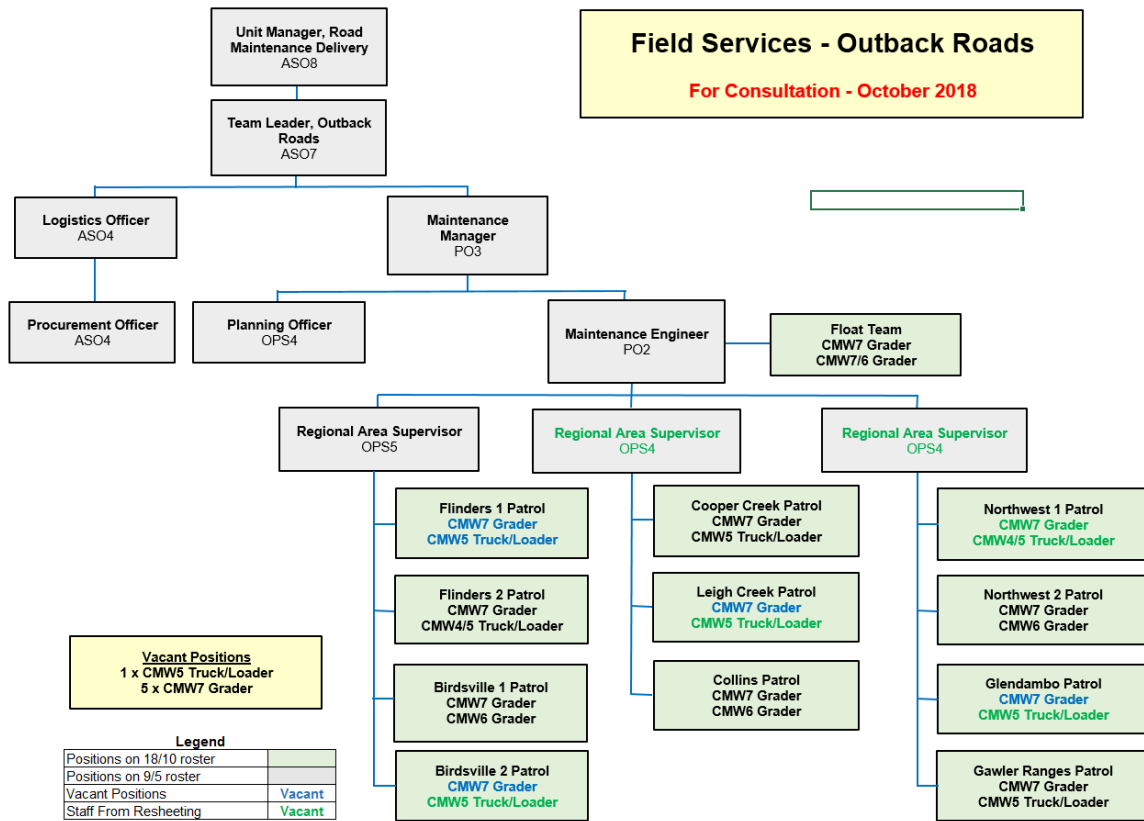 Unit Manager, Road
Maintenance Delivery
ASO8
Field Services - Outback Roads
For Consultation - October 2018
Team Leader, Outback
Roads
ASO7
Logistics Officer
ASO4
Maintenance
Manager
PO3
Procurement Officer
ASO4
Planning Officer
OPS4
Maintenance Engineer
PO2
Float Team
CMW7 Grader
CMW7/6 Grader
Regional Area Supervisor
OPS5
Regional Area Supervisor
OPS4
Regional Area Supervisor
OPS4
Flinders 1 Patrol
CMW7 Grader
CMW5 Truck/Loader
Cooper Creek Patrol
CMW7 Grader
CMW5 Truck/Loader
Northwest 1 Patrol
CMW7 Grader
CMW4/5 Truck/Loader
Flinders 2 Patrol
CMW7 Grader
CMW4/5 Truck/Loader
Leigh Creek Patrol
CMW7 Grader
CMW5 Truck/Loader
Northwest 2 Patrol
CMW7 Grader
CMW6 Grader
Vacant Positions
1 x CMW5 Truck/Loader
5 x CMW7 Grader
Birdsville 1 Patrol
CMW7 Grader
CMW6 Grader
Collins Patrol
CMW7 Grader
CMW6 Grader
Glendambo Patrol
CMW7 Grader
CMW5 Truck/Loader
Legend
Positions on 18/10 roster
Positions on 9/5 roster
Vacant Positions Vacant
Staff From Resheeting Vacant
Birdsville 2 Patrol
CMW7 Grader
CMW5 Truck/Loader
Gawler Ranges Patrol
CMW7 Grader
CMW5 Truck/Loader